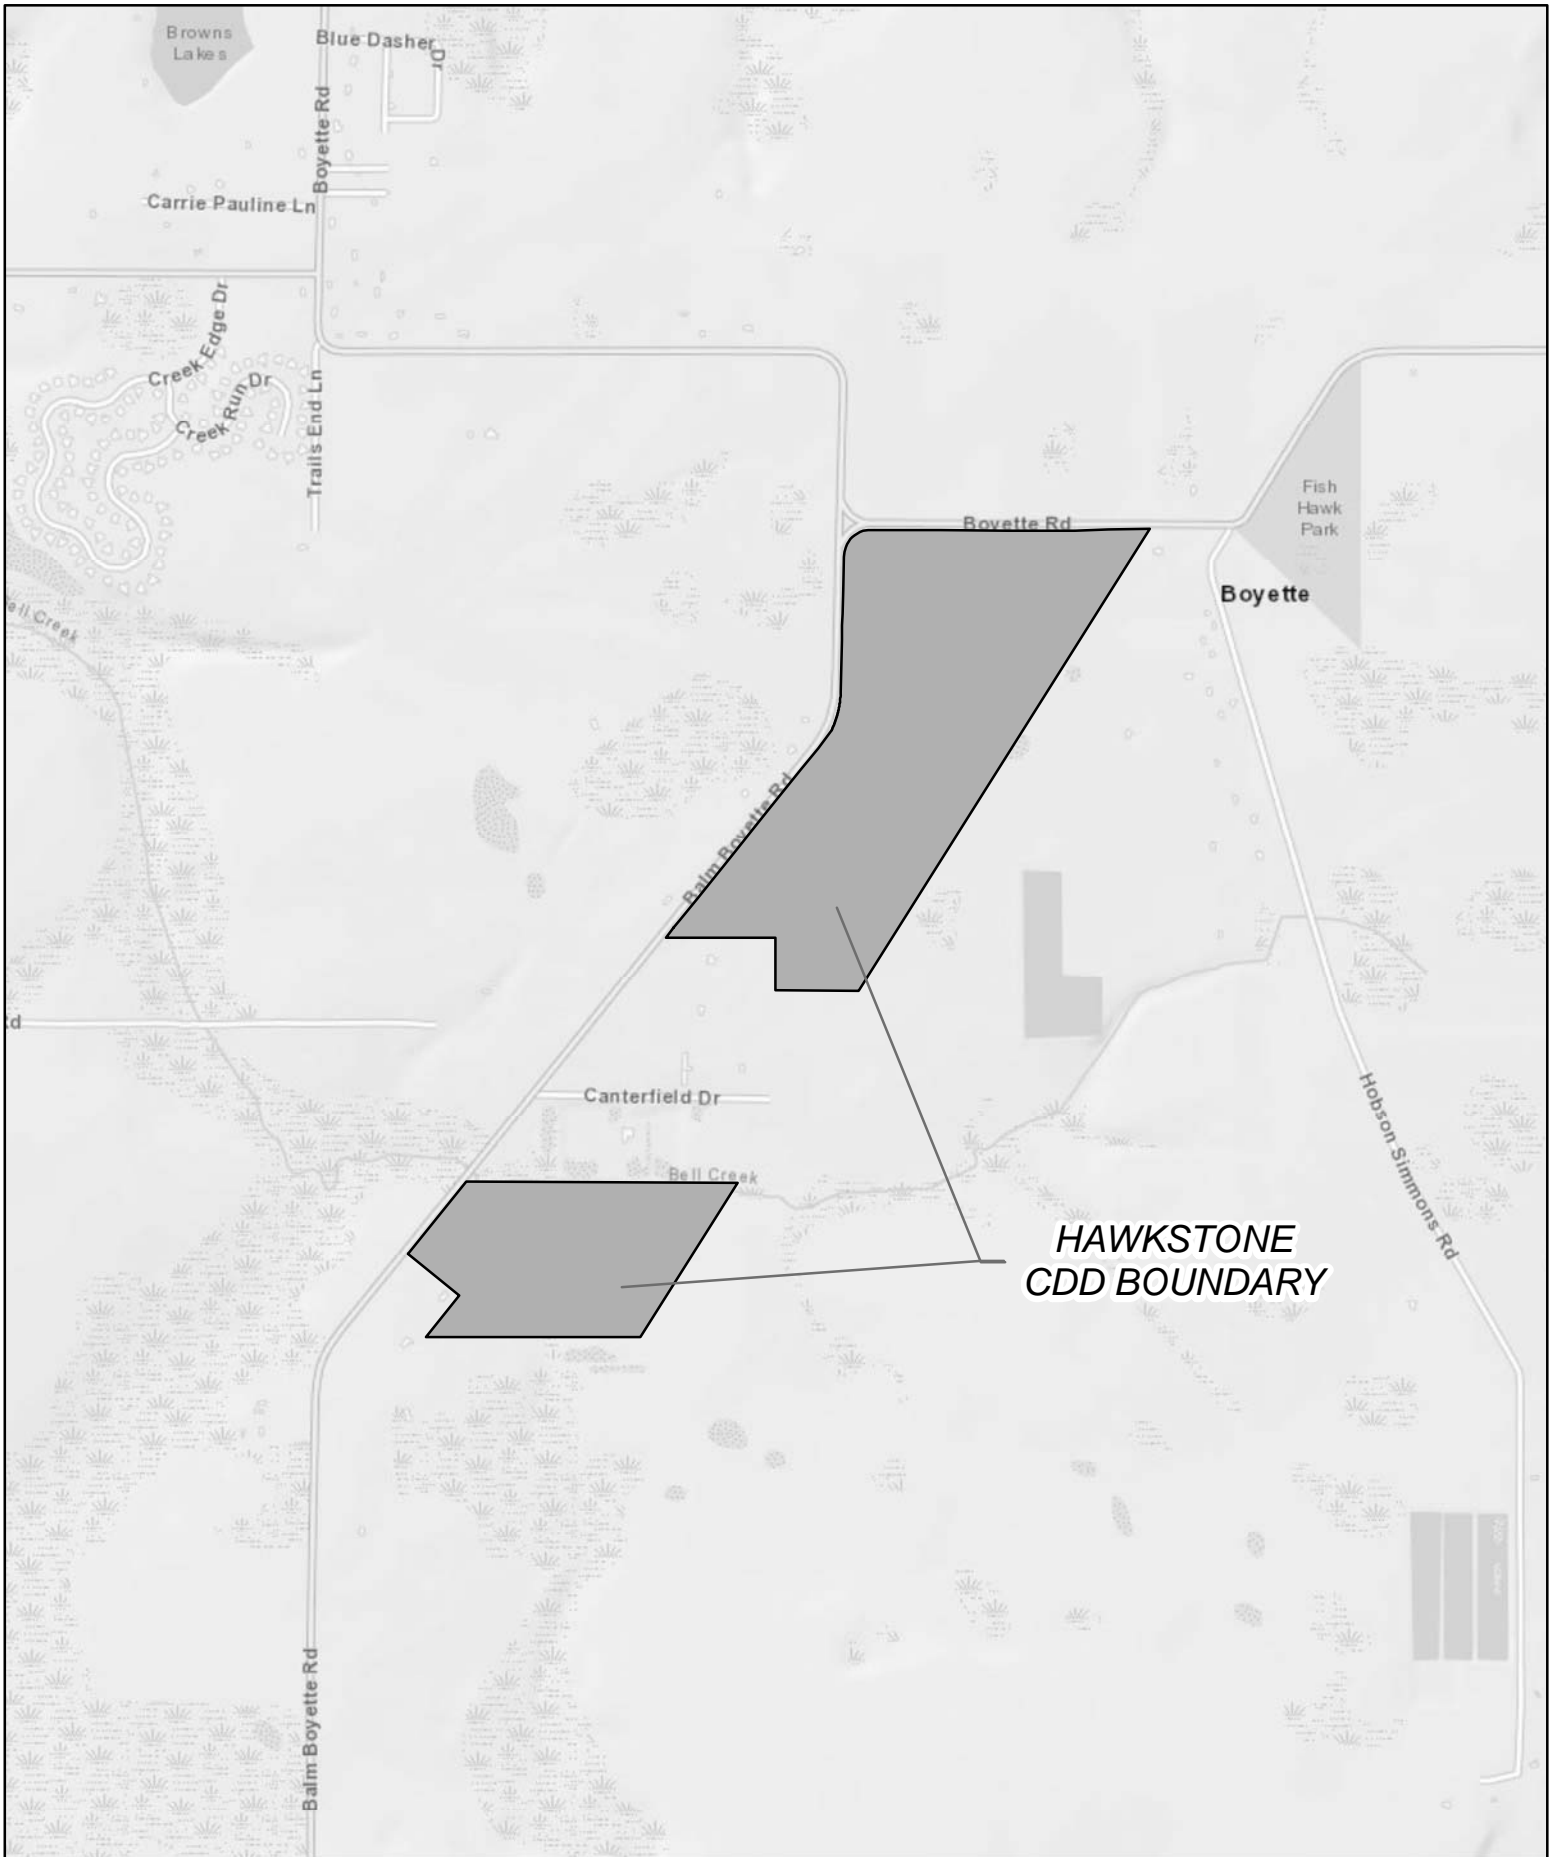 Browns
Lakes
Blue Dasher
Dr
Boyette Rd
Carrie Pauline Ln
Creek Edge Dr
Creek Run Dr
Trails End Ln
Boyette Rd
Fish
Hawk
Park
Boyette
ell Creek
Balm Boyette Rd
Rd
Canterfield Dr
Bell Creek
Hobson Simmons Rd
HAWKSTONE
CDD BOUNDARY
Balm Boyette Rd